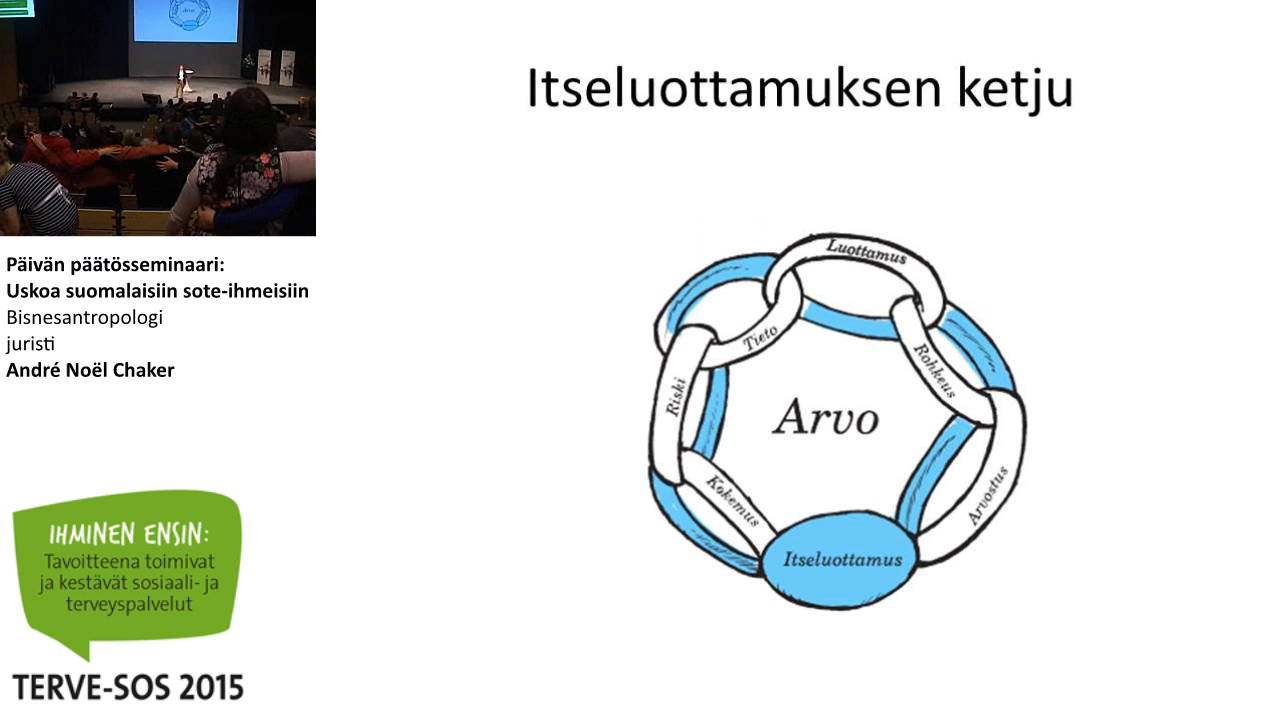 Itseluottamuksen ketju
Luottamus
Tieto
Rohkeus
Riski
Arvo
Kokemus
Arvostus
Itseluottamus
Päivän päätösseminaari:
Uskoa suomalaisiin sote-ihmeisiin
Bisnesantropologi
juristi
André Noël Chaker
IHMINEN ENSIN:
Tavoitteena toimivat
ja kestävät sosiaali- ja
terveyspalvelut
TERVE-SOS 2015